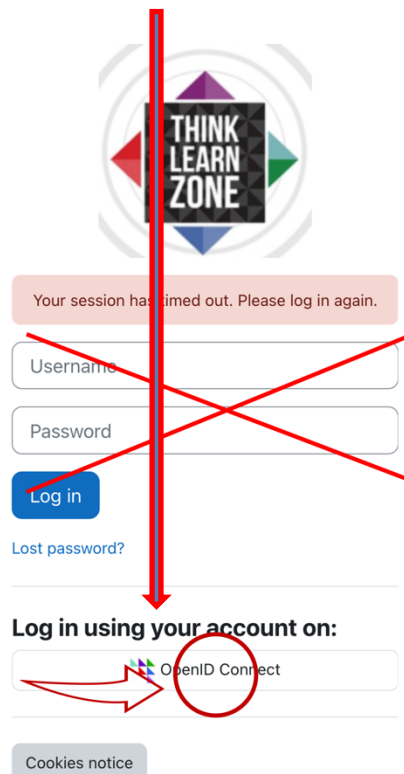 THINK
LEARN
ZONE
Your session has timed out. Please log in again.
Username
Password
Log in
Lost password?
Log in using your account on:
OpenID Connect
Cookies notice